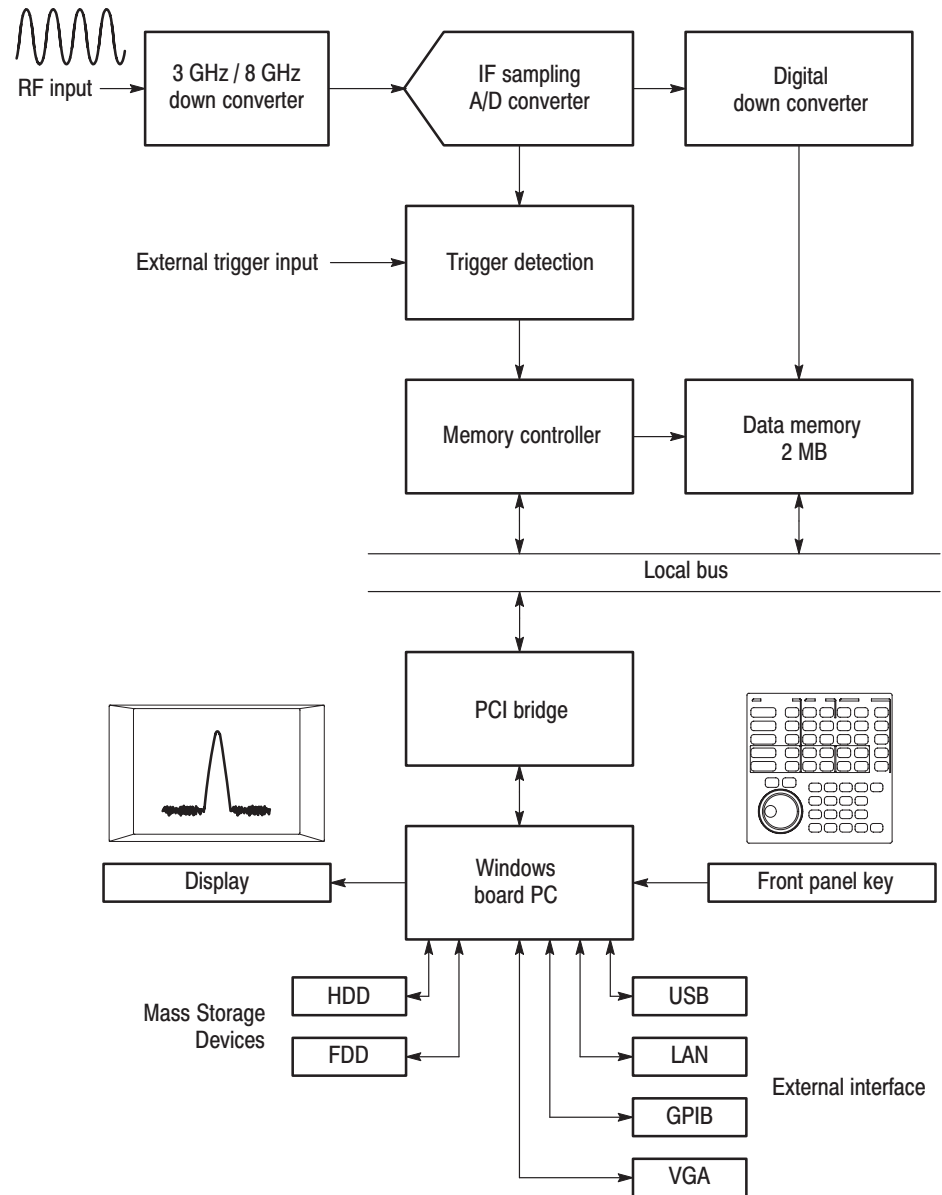 RF input
3 GHz / 8 GHz
down converter
IF sampling
A/D converter
Digital
down converter
External trigger input
Trigger detection
Memory controller
Data memory
2 MB
Local bus
PCI bridge
Display
Windows
board PC
Front panel key
Mass Storage
Devices
HDD
FDD
USB
LAN
GPIB
VGA
External interface